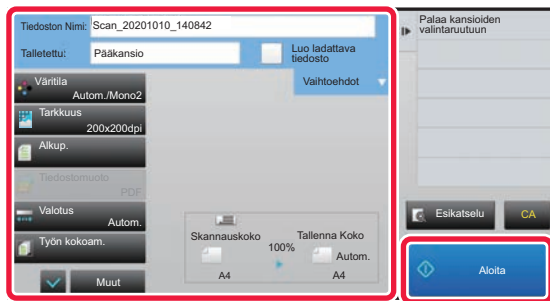 Tiedoston Nimi:
Scan_20201010_140842
Talletettu:
Pääkansio
Luo ladattava
tiedosto
Vaihtoehdot
Väritila
Autom./Mono2
Tarkkuus
200x200dpi
Alkup.
Tiedostomuoto
PDF
Valotus
Autom.
Työn kokoam.
Muut
Skannauskoko
A4
100%
Tallenna Koko
Autom.
A4
Palaa kansioiden
valintaruutuun
Esikatselu
CA
Aloita